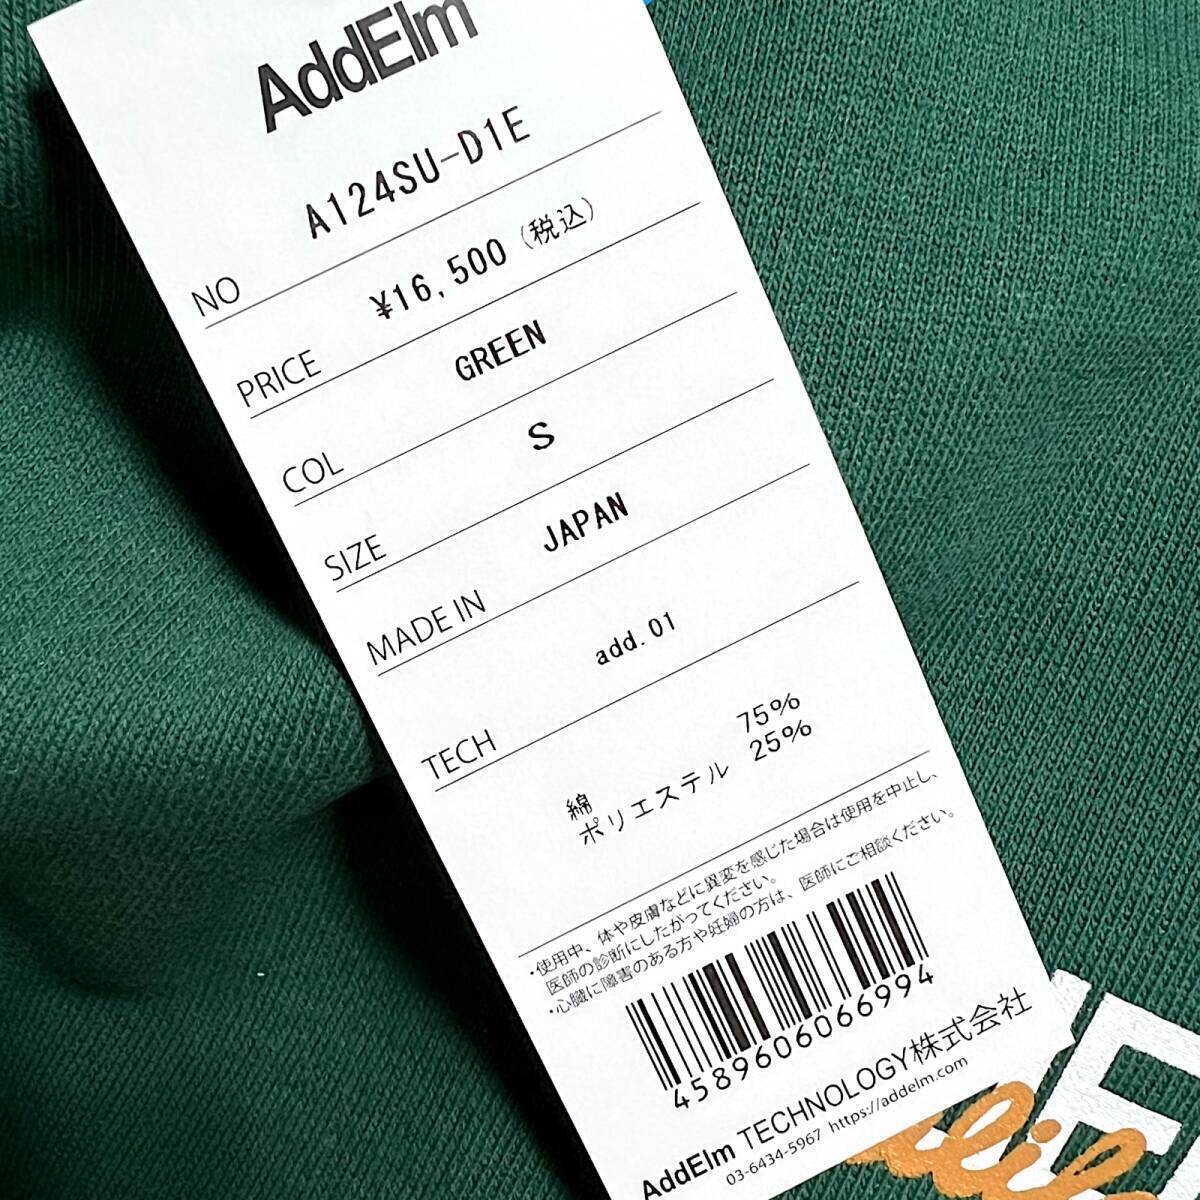 AddElm
NO A124SU-D1E
PRICE ¥16,500 (税込)
COL GREEN
SIZE S
MADE IN JAPAN
TECH add.01
綿 75%
ポリエステル 25%
・使用中、体や皮膚などに異変を感じた場合は使用を中止し、
医師の診断にしたがってください。
・心臓に障害のある方や妊婦の方は、医師にご相談ください。
4589606066994
AddElm TECHNOLOGY株式会社
03-6434-5967 https://addelm.com